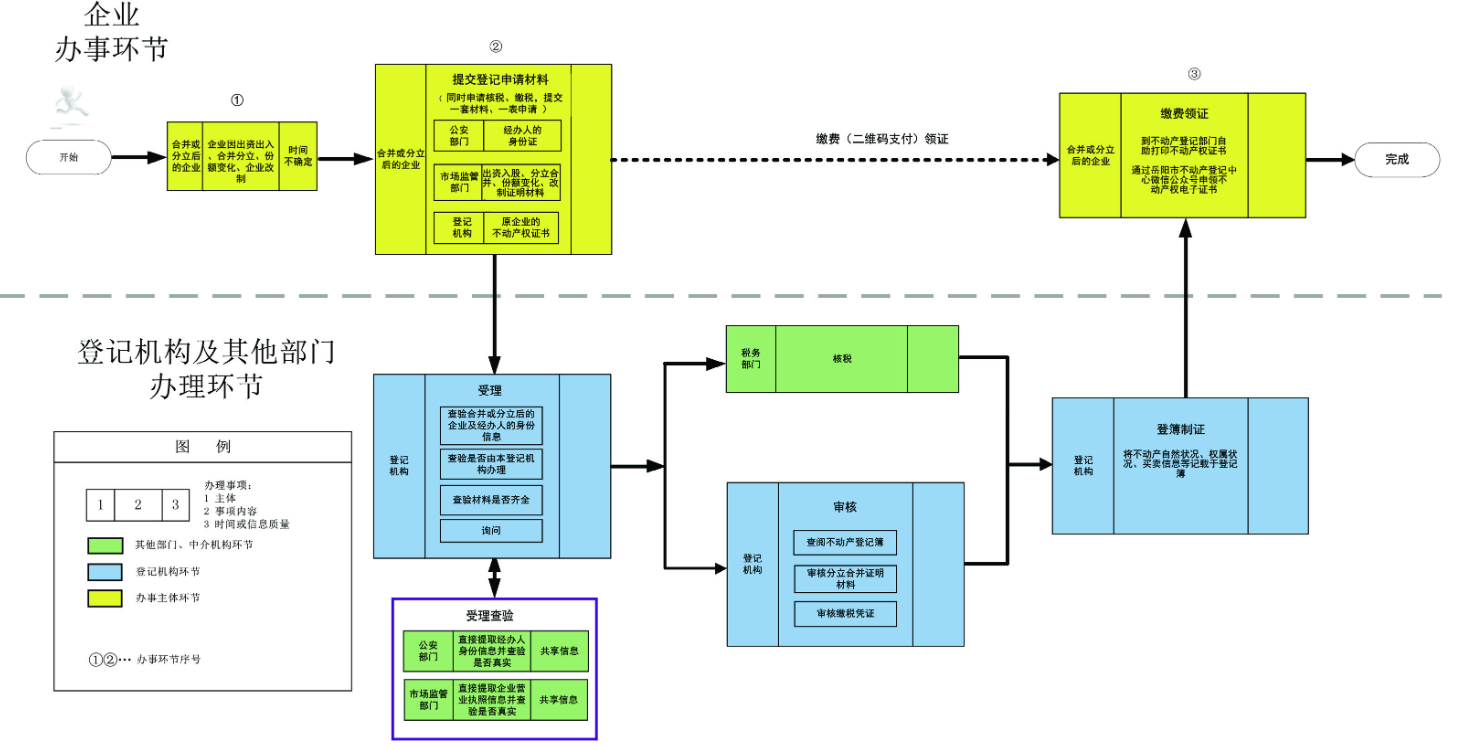 企业
办事环节
开始
①
合并或
分立后
的企业
企业因出资出入
、合并分立、份
额变化、企业改
制
时间
不确定
②
合并或分立
后的企业
提交登记申请材料
（ 同时申请核税、缴税，提交
一套材料、一表申请 ）
公安
部门
经办人的
身份证
市场监管
部门
出资入股、分立合
并、份额变化、改
制证明材料
登记
机构
原企业的
不动产权证书
缴费（二维码支付）领证
③
合并或分立
后的企业
缴费领证
到不动产登记部门自
助打印不动产权证书
通过岳阳市不动产登记中
心微信公众号申领不
动产权电子证书
完成
登记机构及其他部门
办理环节
登记
机构
受理
查验合并或分立后的
企业及经办人的身份
信息
查验是否由本登记机
构办理
查验材料是否齐全
询问
受理查验
公安
部门
直接提取经办人
身份信息并查验
是否真实
共享信息
市场监管
部门
直接提取企业营
业执照信息并查
验是否真实
共享信息
税务
部门
核税
登记
机构
审核
查阅不动产登记簿
审核分立合并证明
材料
审核缴税凭证
登记
机构
登簿制证
将不动产自然状况、权属状
况、买卖信息等记载于登记
簿
图 例
1 2 3
办理事项：
1 主体
2 事项内容
3 时间或信息质量
其他部门、中介机构环节
登记机构环节
办事主体环节
①②… 办事环节序号